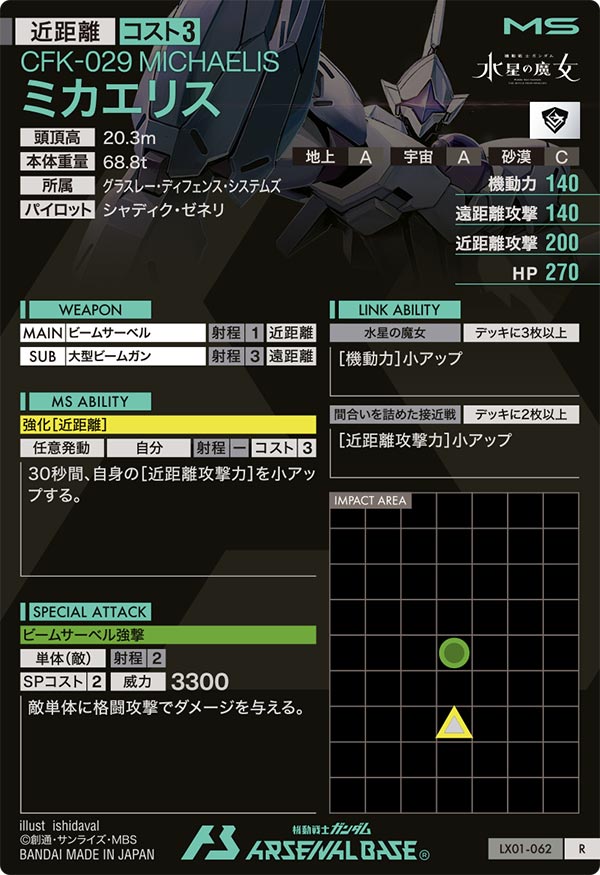 近距離 コスト3
MS
CFK-029 MICHAELIS
ミカエリス
機動戦士ガンダム
水星の魔女
頭頂高 20.3m
本体重量 68.8t
所属 グラスレー・ディフェンス・システムズ
パイロット シャディク・ゼネリ
地上 A 宇宙 A 砂漠 C
機動力 140
遠距離攻撃 140
近距離攻撃 200
HP 270
WEAPON
MAIN ビームサーベル 射程 1 近距離
SUB 大型ビームガン 射程 3 遠距離
MS ABILITY
強化[近距離]
任意発動 自分 射程 ー コスト 3
30秒間、自身の[近距離攻撃力]を小アッ
プする。
SPECIAL ATTACK
ビームサーベル強撃
単体(敵) 射程 2
SPコスト 2 威力 3300
敵単体に格闘攻撃でダメージを与える。
LINK ABILITY
水星の魔女 デッキに3枚以上
[機動力]小アップ
間合いを詰めた接近戦 デッキに2枚以上
[近距離攻撃力]小アップ
IMPACT AREA
illust ishidaval
©創通・サンライズ・MBS
BANDAI MADE IN JAPAN
機動戦士ガンダム
ARSENAL BASE®
LX01-062 R